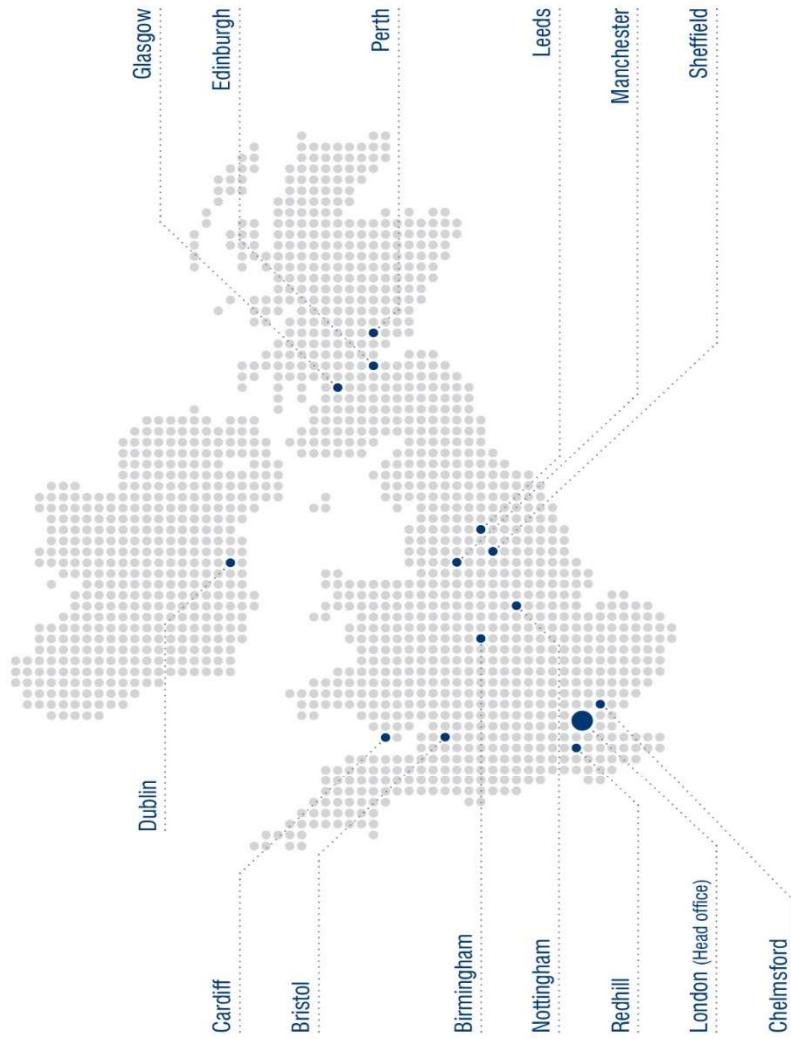 Glasgow
Edinburgh
Perth
Leeds
Manchester
Sheffield
Dublin
Cardiff
Bristol
Birmingham
Nottingham
Redhill
London (Head office)
Chelmsford